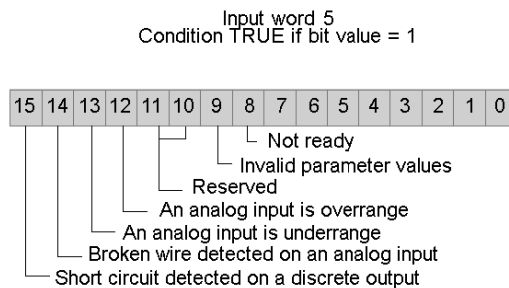 Input word 5
Condition TRUE if bit value = 1
15 14 13 12 11 10 9 8 7 6 5 4 3 2 1 0
Not ready
Invalid parameter values
Reserved
An analog input is overrange
An analog input is underrange
Broken wire detected on an analog input
Short circuit detected on a discrete output